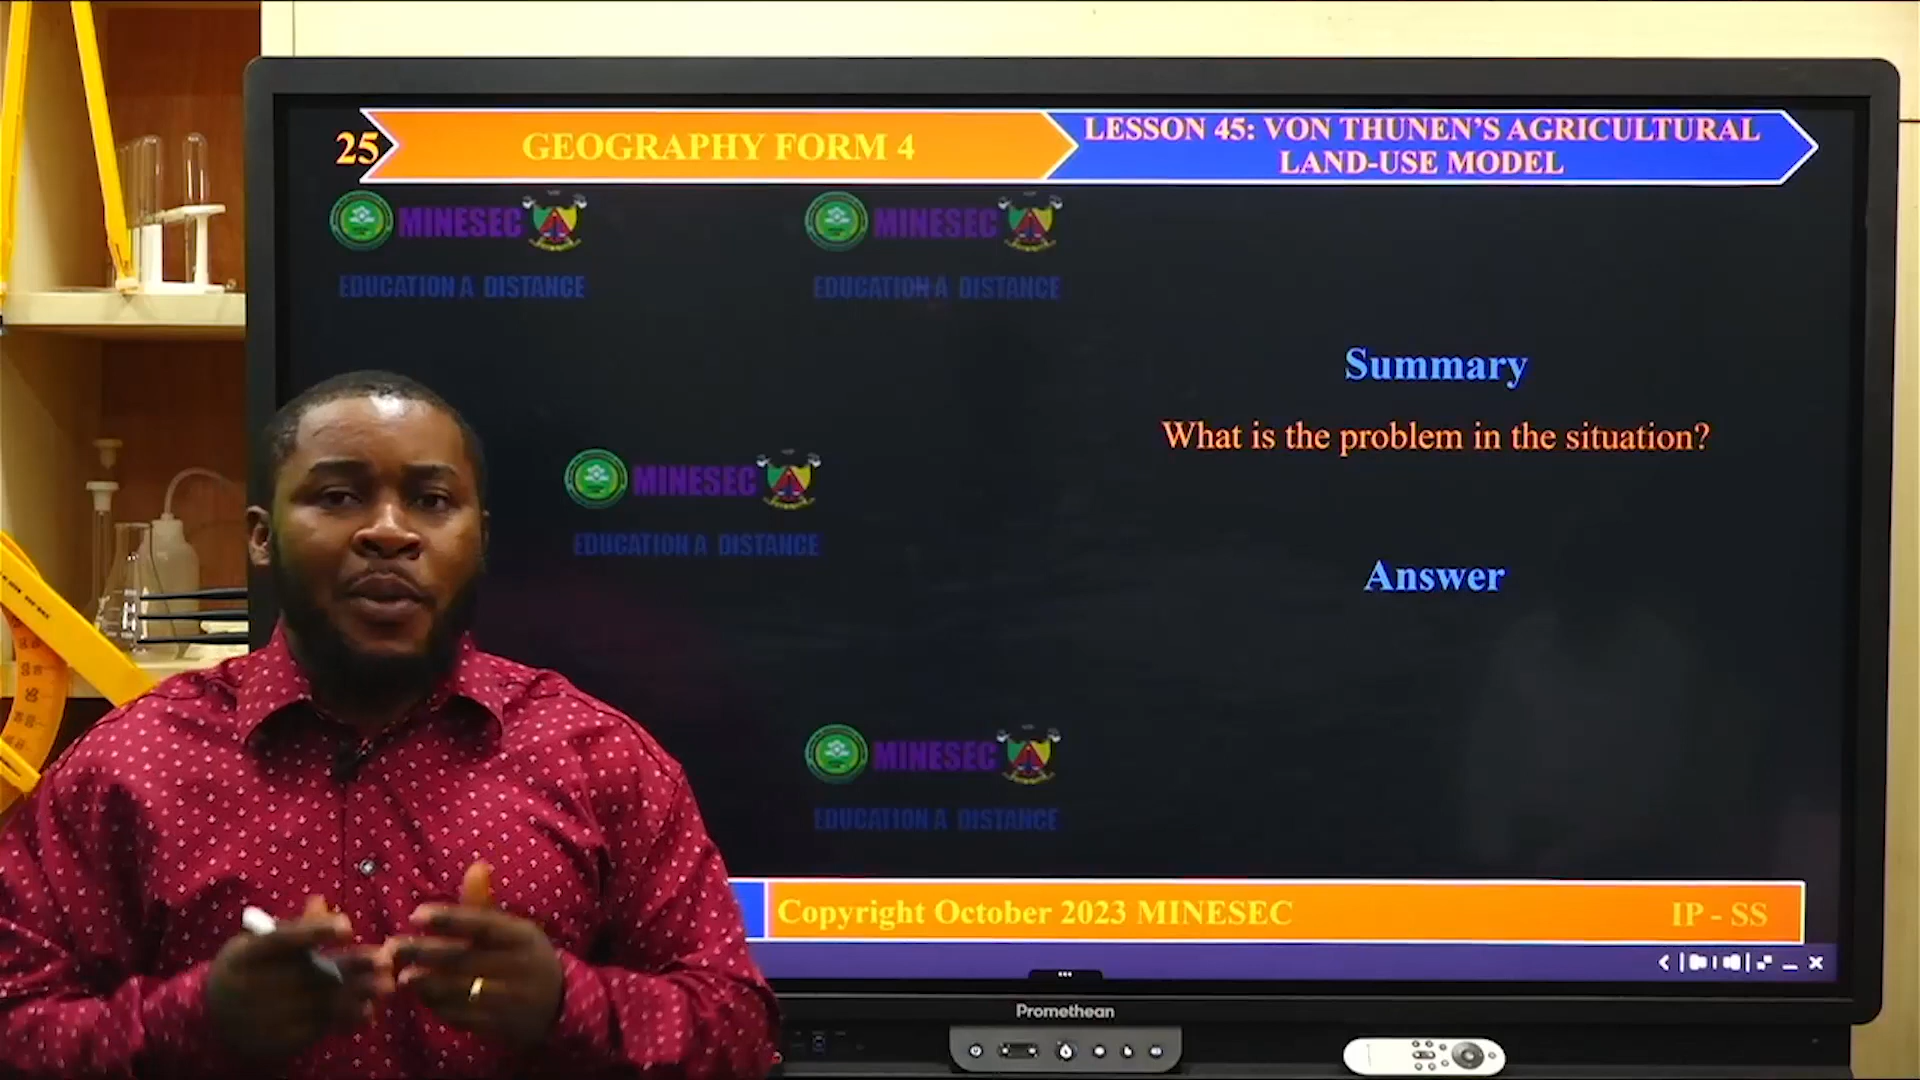 25
GEOGRAPHY FORM 4
LESSON 45: VON THUNEN'S AGRICULTURAL
LAND-USE MODEL
MINESEC
EDUCATION A DISTANCE
MINESEC
EDUCATION A DISTANCE
Summary
What is the problem in the situation?
MINESEC
EDUCATION A DISTANCE
Answer
MINESEC
EDUCATION A DISTANCE
Copyright October 2023 MINESEC
IP - SS
Promethean